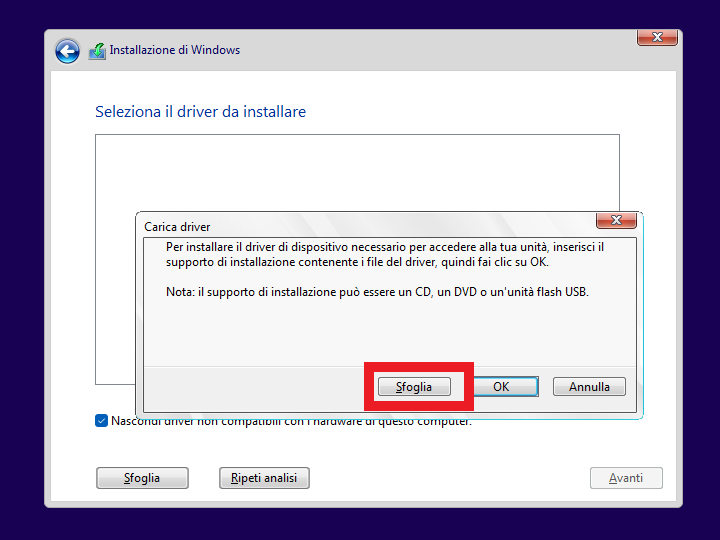 Installazione di Windows
Seleziona il driver da installare
Carica driver
Per installare il driver di dispositivo necessario per accedere alla tua unità, inserisci il
supporto di installazione contenente i file del driver, quindi fai clic su OK.
Nota: il supporto di installazione può essere un CD, un DVD o un'unità flash USB.
Sfoglia OK Annulla
Nascondi driver non compatibili con l'hardware di questo computer.
Sfoglia Ripeti analisi Avanti